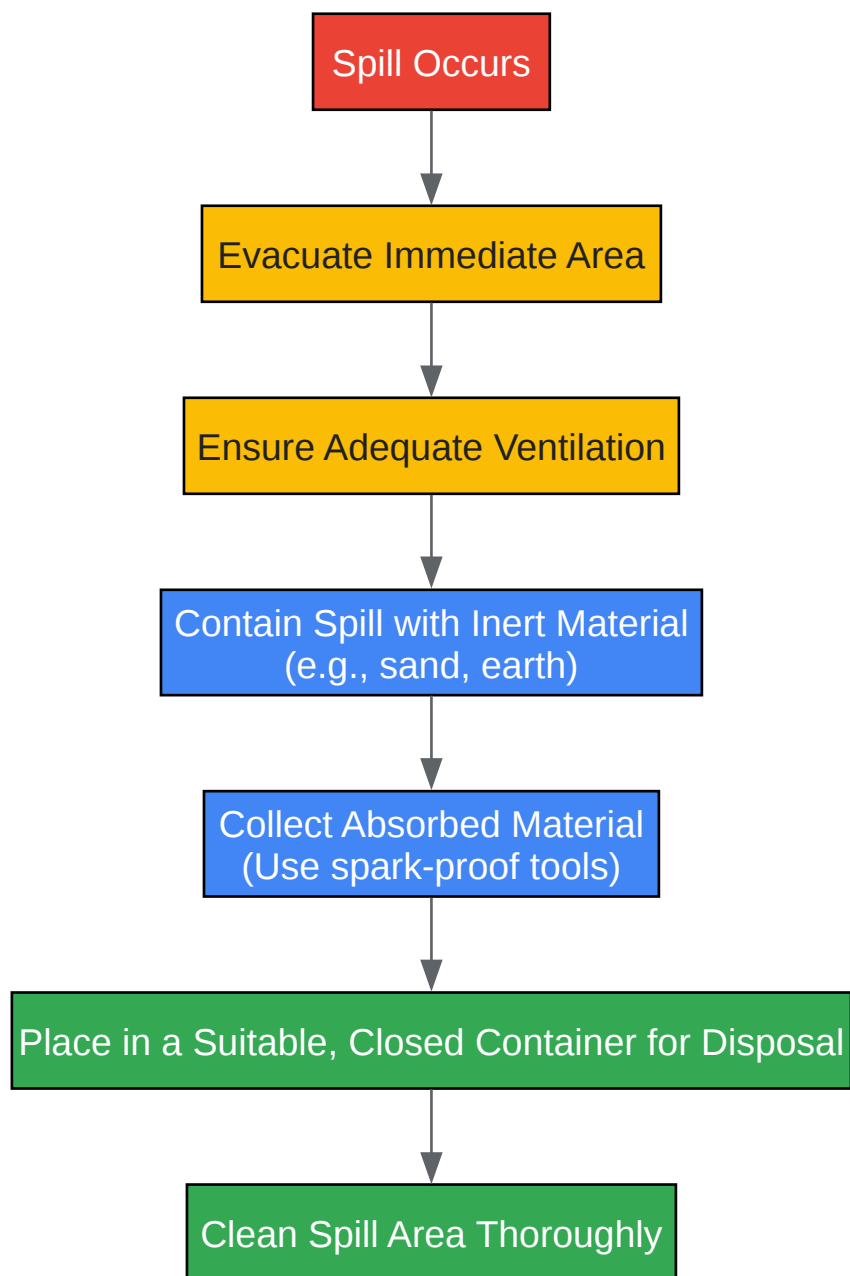 Spill Occurs
Evacuate Immediate Area
Ensure Adequate Ventilation
Contain Spill with Inert Material
(e.g., sand, earth)
Collect Absorbed Material
(Use spark-proof tools)
Place in a Suitable, Closed Container for Disposal
Clean Spill Area Thoroughly